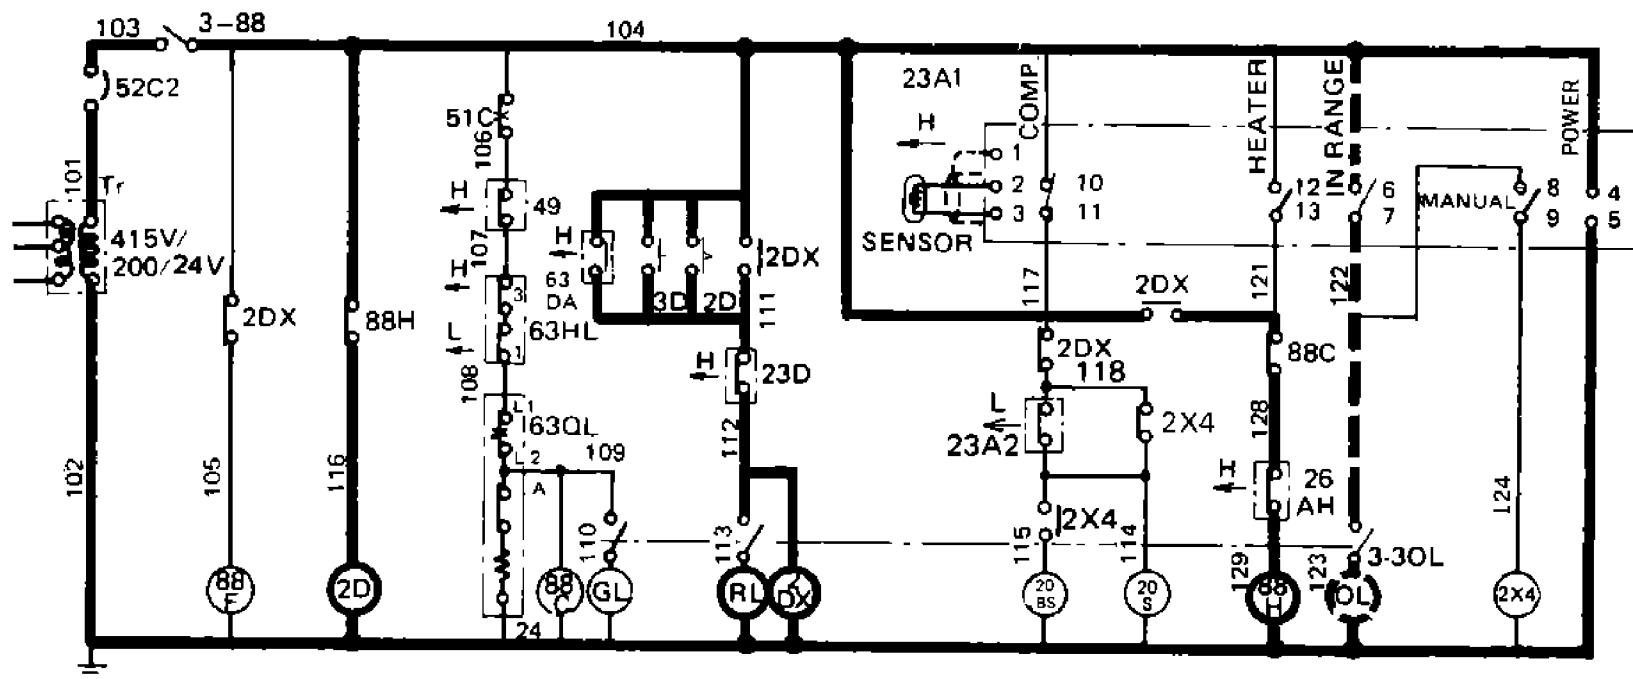 103
3-88
104
52C2
101
Tr
415V/
200/24V
102
2DX
105
88H
116
88
F
2D
51C
106
H
49
107
H
3
63HL
L
1
108
L1
63QL
L2
109
A
110
24
88
C
GL
H
63
DA
3D
2D
2DX
111
H
23D
112
113
RL
DX
23A1
H
COMP
1
2
3
SENSOR
10
11
117
2DX
118
L
23A2
2X4
2X4
115
114
20
BS
20
S
HEATER
12
13
121
2DX
88C
128
H
26
AH
129
88
H
IN RANGE
6
7
122
3-3OL
123
OL
MANUAL
8
9
124
2X4
POWER
4
5